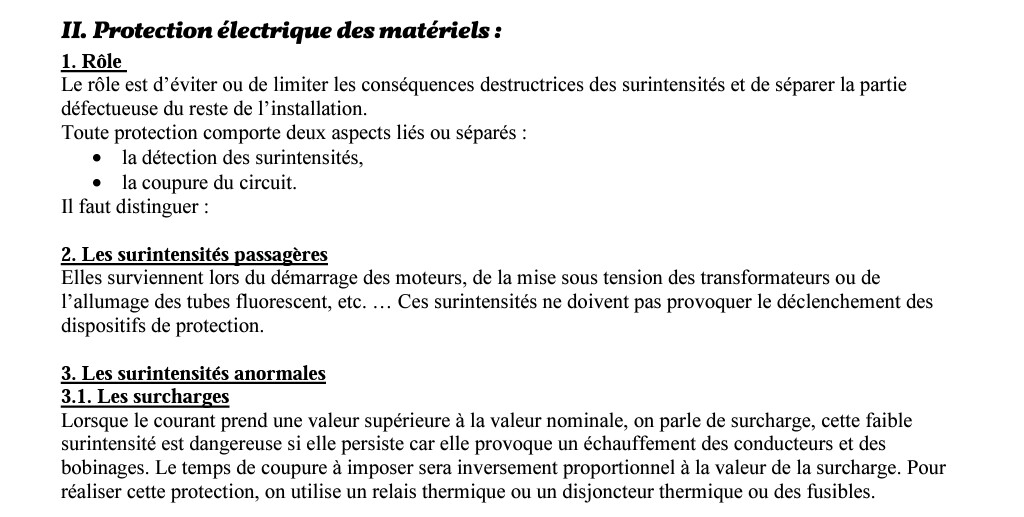 II. Protection électrique des matériels :
1. Rôle
Le rôle est d’éviter ou de limiter les conséquences destructrices des surintensités et de séparer la partie
défectueuse du reste de l’installation.
Toute protection comporte deux aspects liés ou séparés :
• la détection des surintensités,
• la coupure du circuit.
Il faut distinguer :
2. Les surintensités passagères
Elles surviennent lors du démarrage des moteurs, de la mise sous tension des transformateurs ou de
l’allumage des tubes fluorescent, etc. … Ces surintensités ne doivent pas provoquer le déclenchement des
dispositifs de protection.
3. Les surintensités anormales
3.1. Les surcharges
Lorsque le courant prend une valeur supérieure à la valeur nominale, on parle de surcharge, cette faible
surintensité est dangereuse si elle persiste car elle provoque un échauffement des conducteurs et des
bobinages. Le temps de coupure à imposer sera inversement proportionnel à la valeur de la surcharge. Pour
réaliser cette protection, on utilise un relais thermique ou un disjoncteur thermique ou des fusibles.